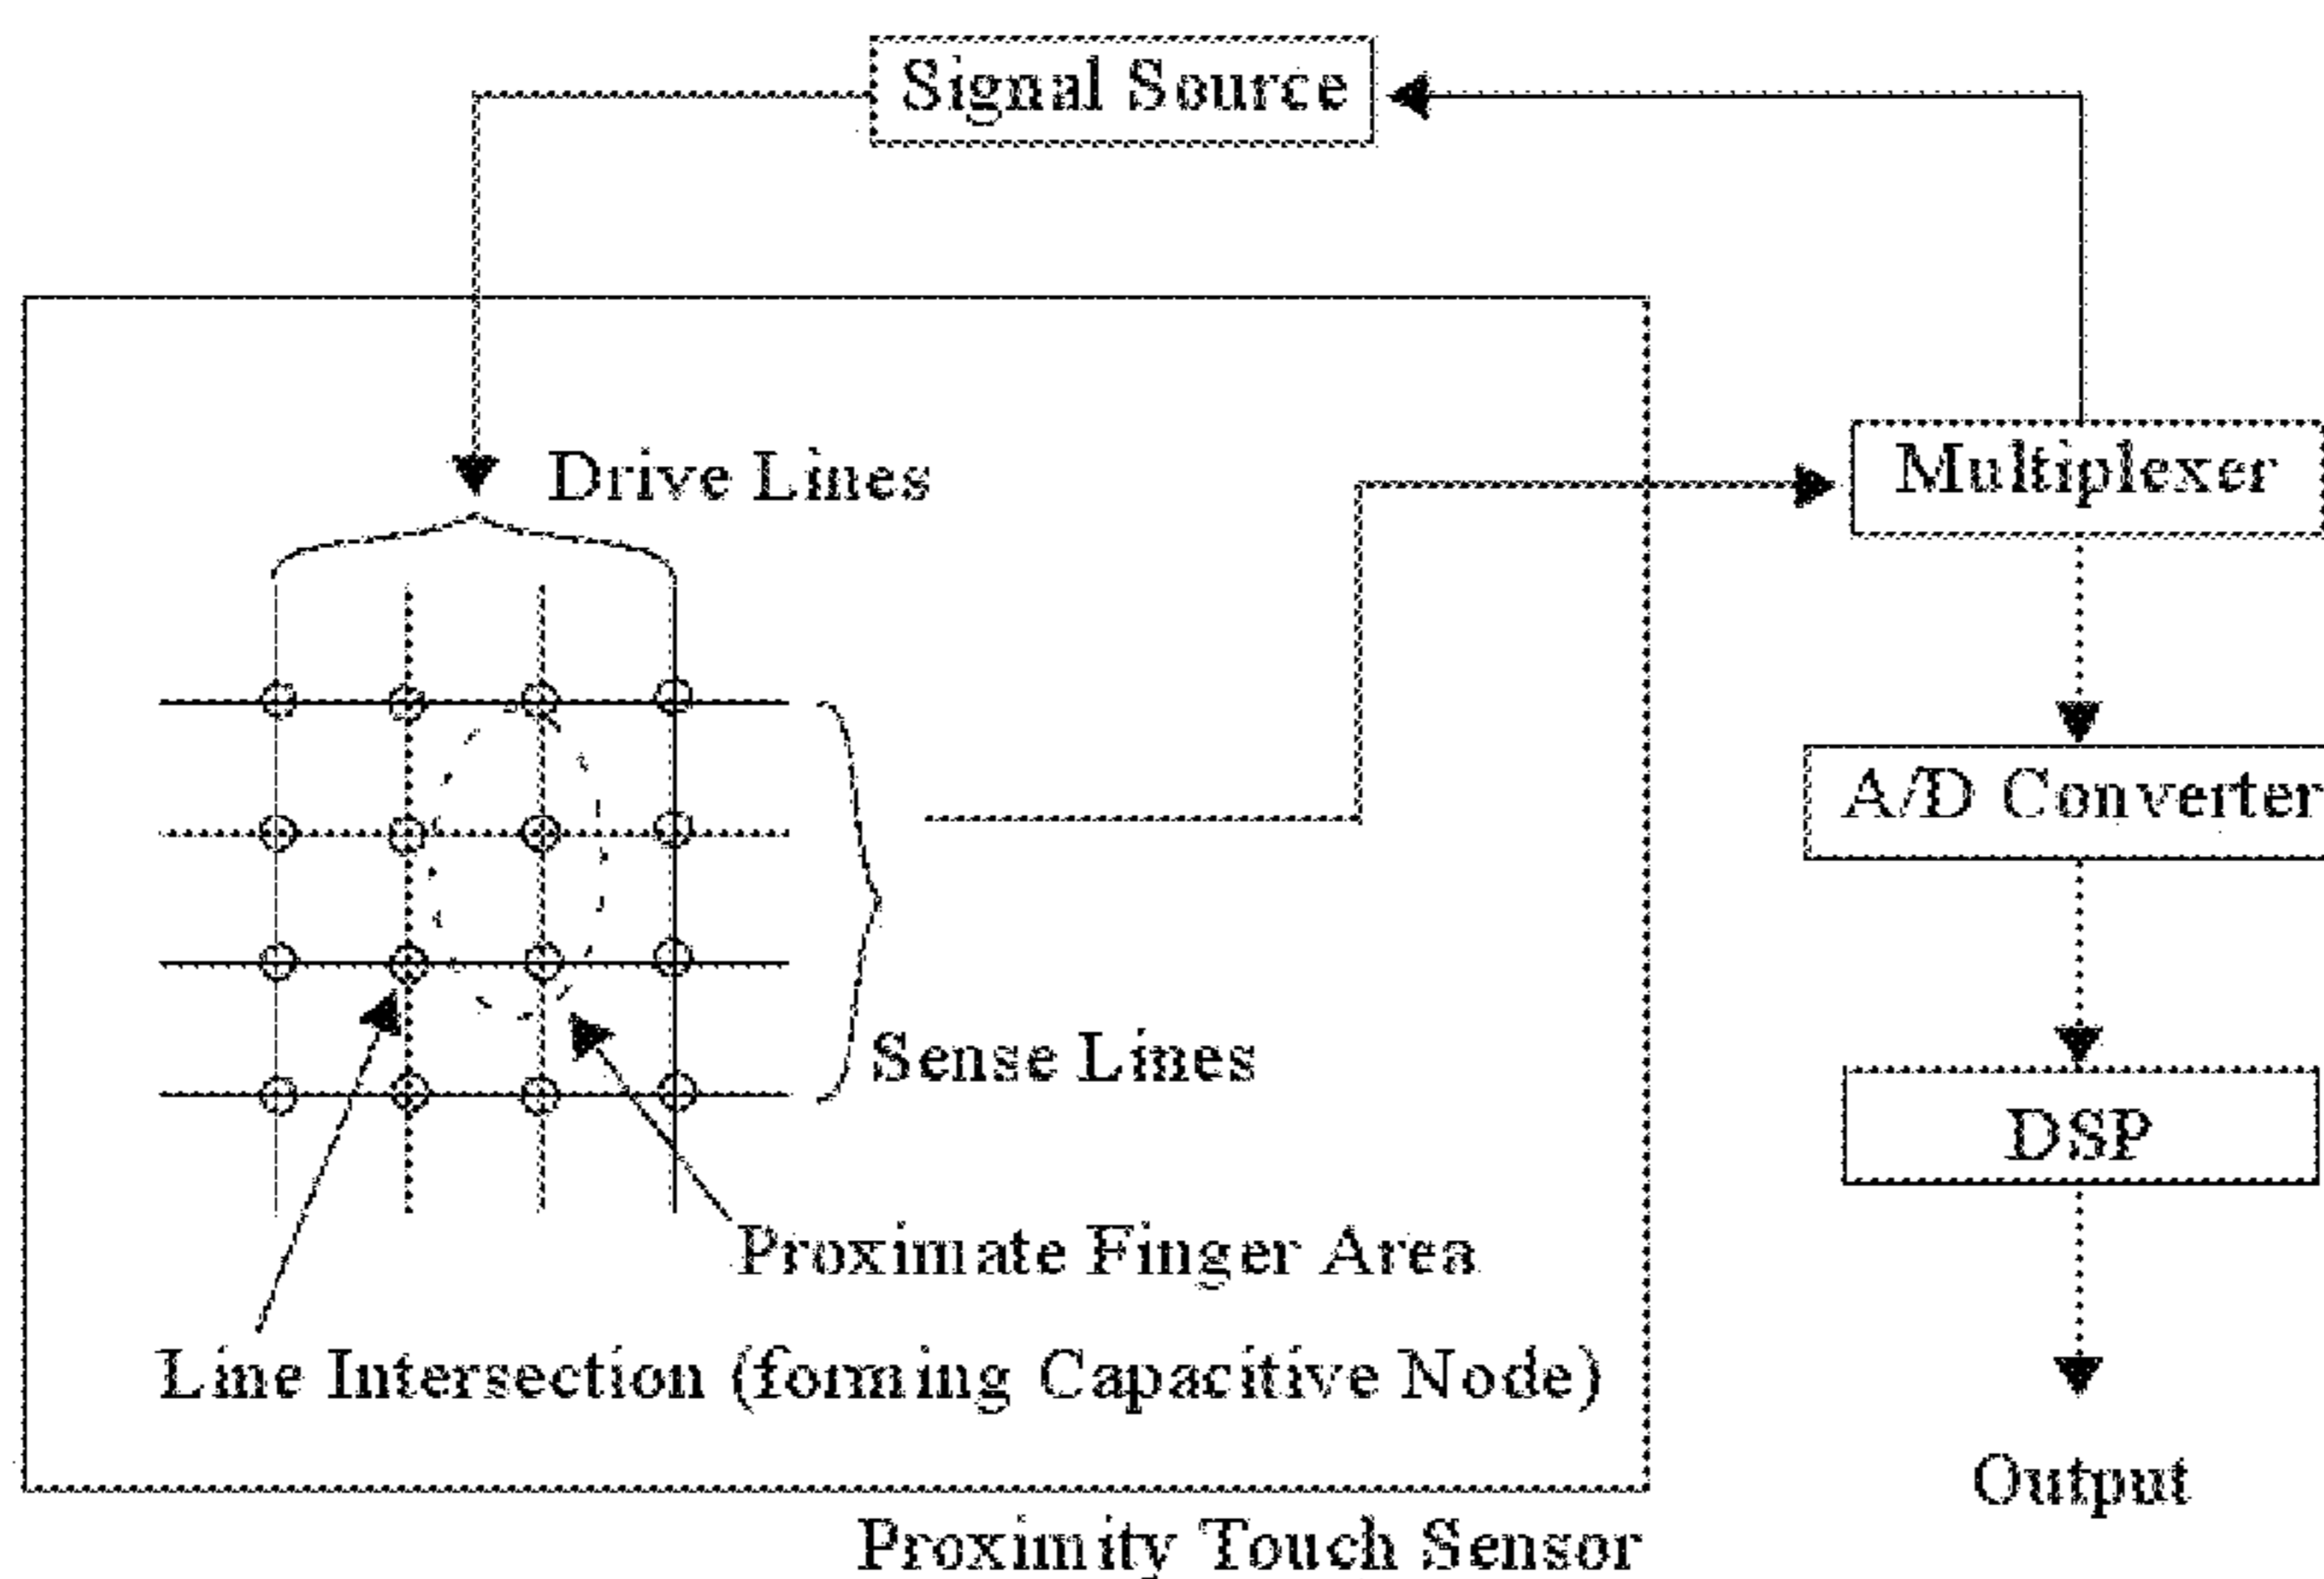 Signal Source
Drive Lines
Multiplexer
A/D Converter
Sense Lines
DSP
Proximate Finger Area
Line Intersection (forming Capacitive Node)
Output
Proximity Touch Sensor